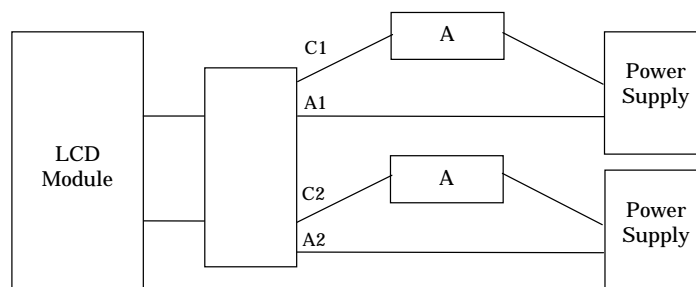 C1
A
Power
Supply
A1
LCD
Module
C2
A
Power
Supply
A2